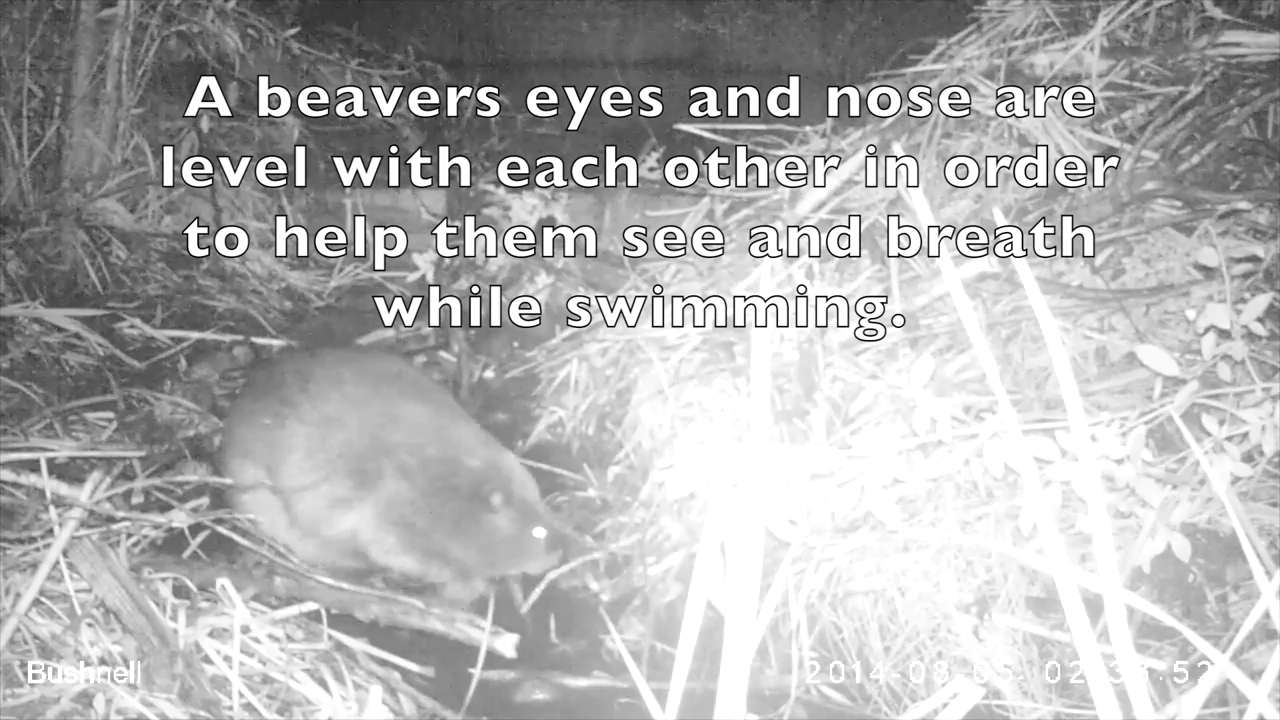 A beavers eyes and nose are
level with each other in order
to help them see and breath
while swimming.
Bushnell